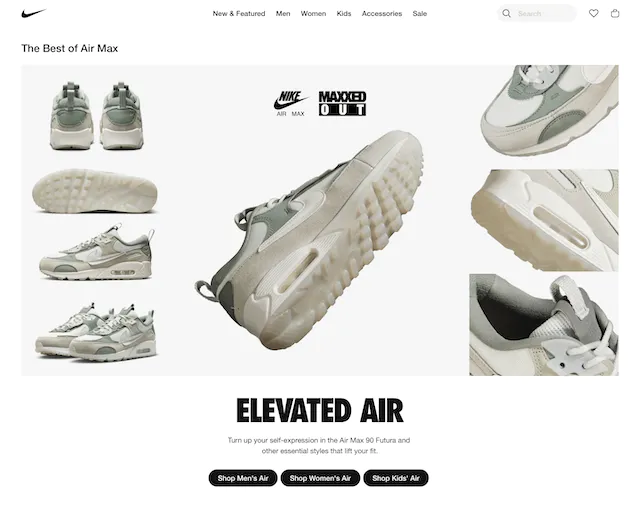 New & Featured Men Women Kids Accessories Sale Search
The Best of Air Max
NIKE MAXXED
AIR MAX OUT
ELEVATED AIR
Turn up your self-expression in the Air Max 90 Futura and
other essential styles that lift your fit.
Shop Men's Air Shop Women's Air Shop Kids' Air